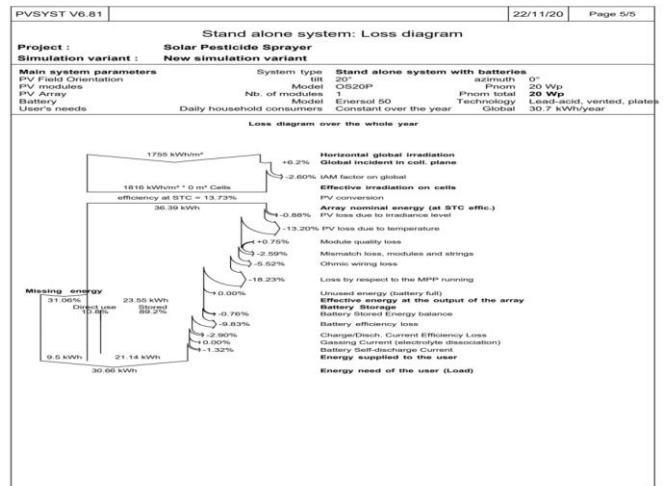 PVSYST V6.81 22/11/20 Page 5/5
Stand alone system: Loss diagram
Project : Solar Pesticide Sprayer
Simulation variant : New simulation variant
Main system parameters System type Stand alone system with batteries
PV Field Orientation tilt 20° azimuth 0°
PV modules Model OS20P Pnom 20 Wp
PV Array Nb. of modules 1 Pnom total 20 Wp
Battery Model Enersol 50 Technology Lead-acid, vented, plates
User's needs Daily household consumers Constant over the year Global 30.7 kWh/year
Loss diagram over the whole year
1755 kWh/m² Horizontal global irradiation
+6.2% Global incident in coll. plane
-2.60% IAM factor on global
1816 kWh/m² * 0 m² Cells Effective irradiation on cells
efficiency at STC = 13.73% PV conversion
36.39 kWh Array nominal energy (at STC effic.)
-0.88% PV loss due to irradiance level
-13.20% PV loss due to temperature
+0.75% Module quality loss
-2.59% Mismatch loss, modules and strings
-5.52% Ohmic wiring loss
-18.23% Loss by respect to the MPP running
Missing energy 0.00% Unused energy (battery full)
31.06% 23.55 kWh Effective energy at the output of the array
Direct use Stored Battery Storage
10.8% 89.2% -0.76% Battery Stored Energy balance
-9.83% Battery efficiency loss
-2.90% Charge/Disch. Current Efficiency Loss
0.00% Gassing Current (electrolyte dissociation)
-1.32% Battery Self-discharge Current
9.5 kWh 21.14 kWh Energy supplied to the user
30.66 kWh Energy need of the user (Load)